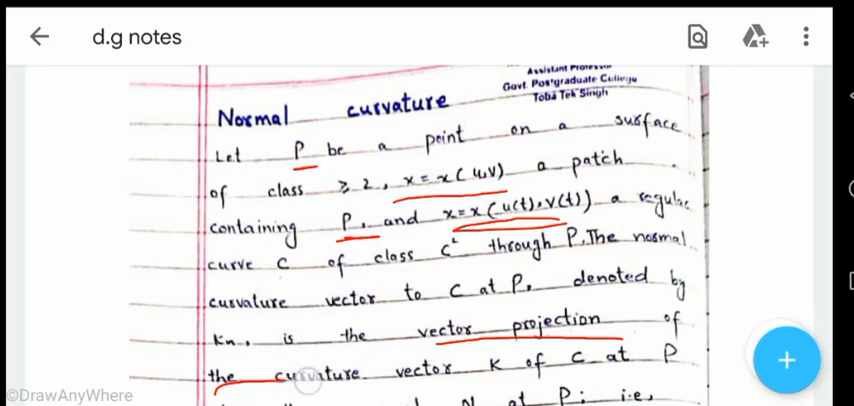 d.g notes
Assistant Professor
Govt. Postgraduate College
Toba Tek Singh
Normal curvature
Let P be a point on a surface
of class ≥ 2, x = x(u,v) a patch
containing P, and x = x(u(t), v(t)) a regular
curve C of class C² through P. The normal
curvature vector to C at P, denoted by
kn, is the vector projection of
the curvature vector K of C at P
N at P; i.e,
©DrawAnyWhere